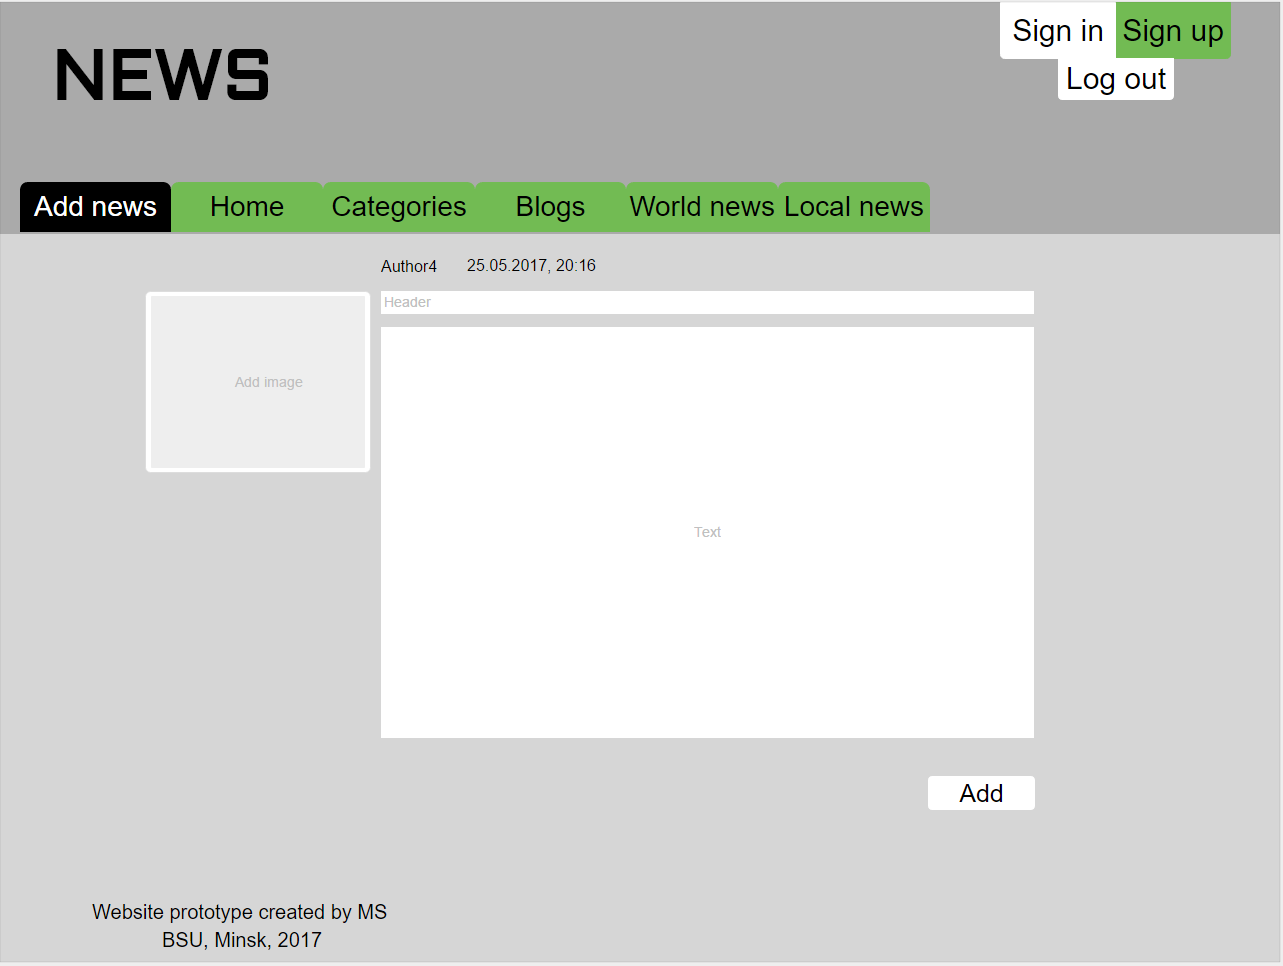 NEWS
Sign in Sign up
Log out
Add news Home Categories Blogs World news Local news
Author4 25.05.2017, 20:16
Header
Add image
Text
Add
Website prototype created by MS
BSU, Minsk, 2017